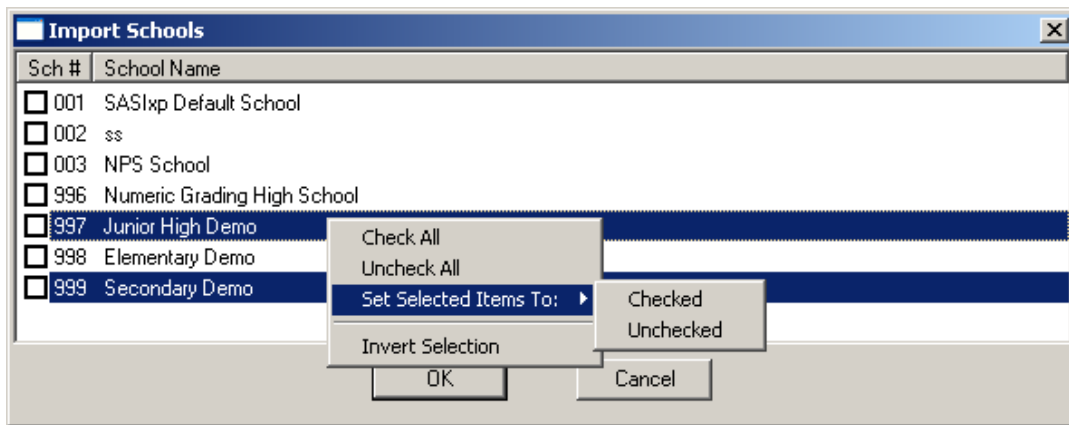 Import Schools
Sch # School Name
001 SASIxp Default School
002 ss
003 NPS School
996 Numeric Grading High School
997 Junior High Demo
998 Elementary Demo
999 Secondary Demo
Check All
Uncheck All
Set Selected Items To:
Checked
Unchecked
Invert Selection
OK Cancel